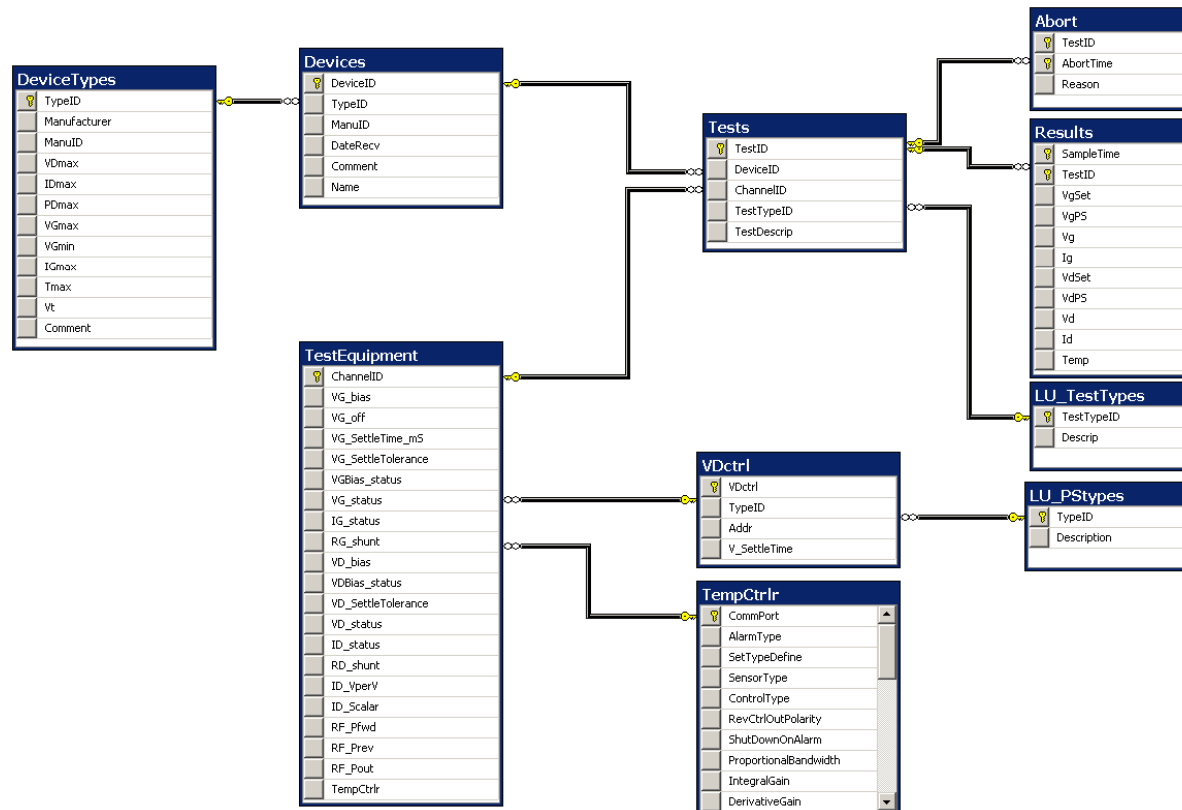 DeviceTypes
TypeID
Manufacturer
ManuID
VDmax
IDmax
PDmax
VGmax
VGmin
IGmax
Tmax
Vt
Comment
Devices
DeviceID
TypeID
ManuID
DateRecv
Comment
Name
TestEquipment
ChannelID
VG_bias
VG_off
VG_SettleTime_mS
VG_SettleTolerance
VGBias_status
VG_status
IG_status
RG_shunt
VD_bias
VDBias_status
VD_SettleTolerance
VD_status
ID_status
RD_shunt
ID_VperV
ID_Scalar
RF_Pfwd
RF_Prev
RF_Pout
TempCtrlr
Tests
TestID
DeviceID
ChannelID
TestTypeID
TestDescrip
VDctrl
VDctrl
TypeID
Addr
V_SettleTime
TempCtrlr
CommPort
AlarmType
SetTypeDefine
SensorType
ControlType
RevCtrlOutPolarity
ShutDownOnAlarm
ProportionalBandwidth
IntegralGain
DerivativeGain
Abort
TestID
AbortTime
Reason
Results
SampleTime
TestID
VgSet
VgPS
Vg
Ig
VdSet
VdPS
Vd
Id
Temp
LU_TestTypes
TestTypeID
Descrip
LU_PStypes
TypeID
Description